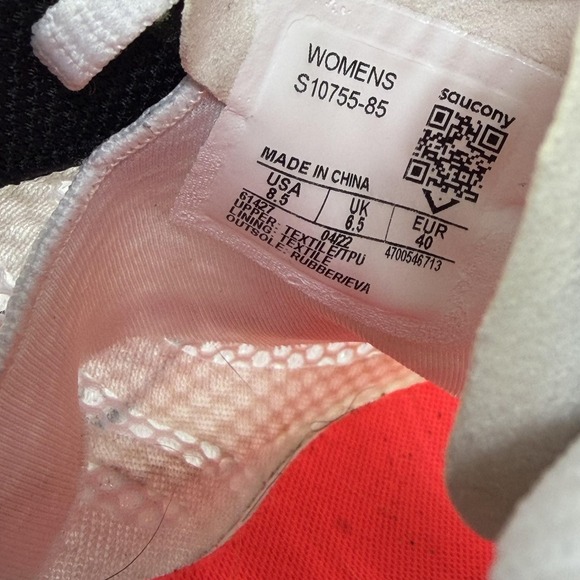 WOMENS
S10755-85
saucony
MADE IN CHINA
USA UK EUR
8.5 6.5 40
61427 04/22 4700546713
UPPER: TEXTILE/TPU
LINING: TEXTILE
OUTSOLE: RUBBER/EVA